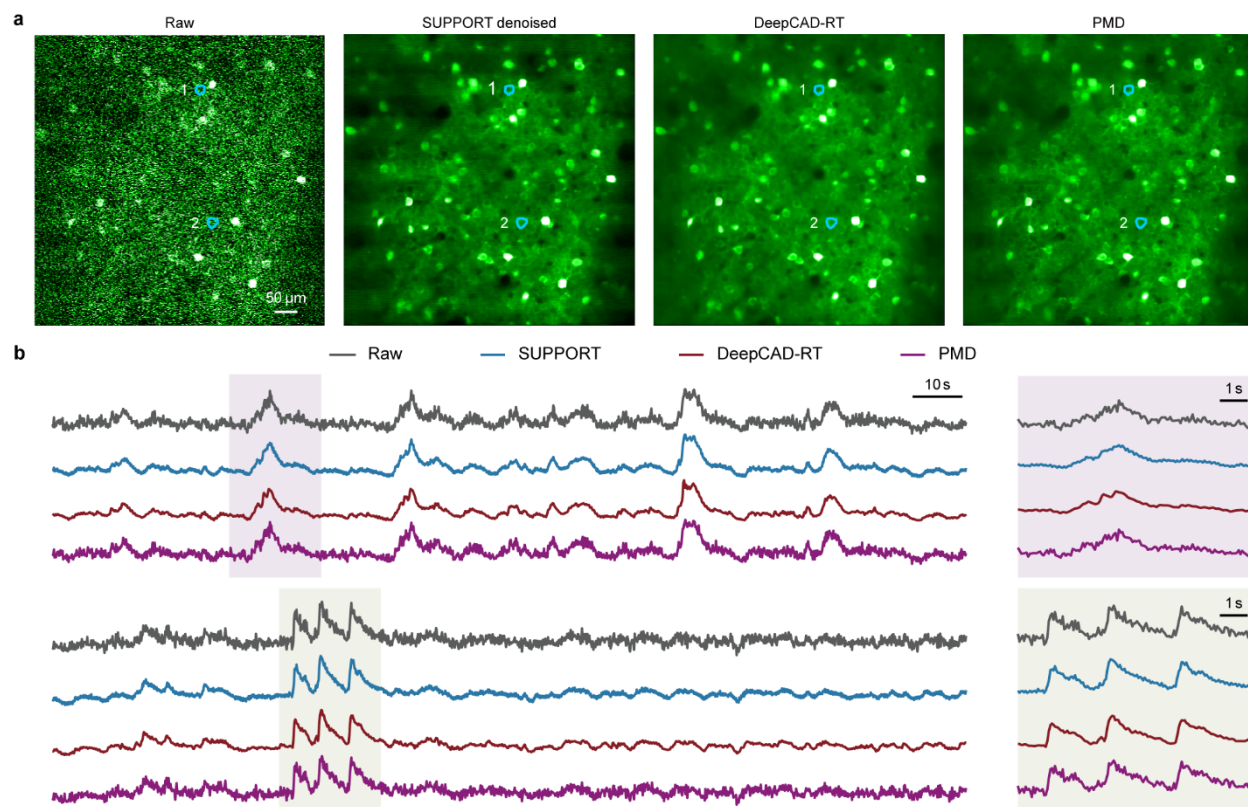 a
Raw
SUPPORT denoised
DeepCAD-RT
PMD
1
2
50 µm
1
2
1
2
1
2
b
Raw
SUPPORT
DeepCAD-RT
PMD
10 s
1 s
1 s